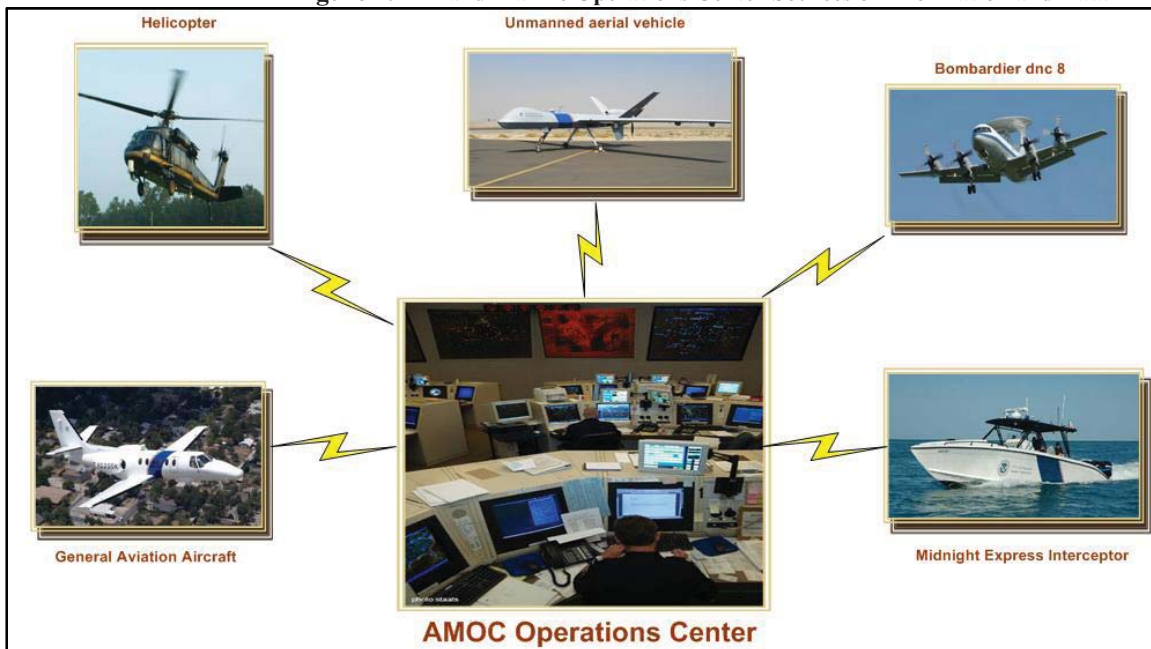 Helicopter
Unmanned aerial vehicle
Bombardier dnc 8
General Aviation Aircraft
Midnight Express Interceptor
AMOC Operations Center